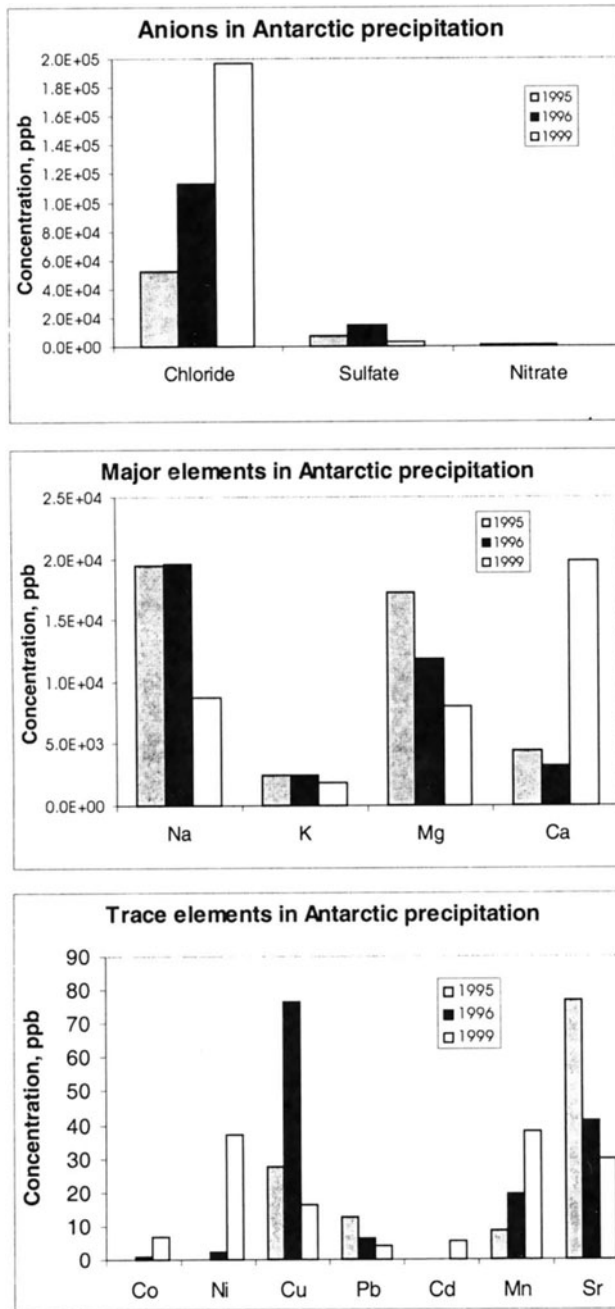 Anions in Antarctic precipitation
2.0E+05
1.8E+05
1.6E+05
1.4E+05
1.2E+05
1.0E+05
8.0E+04
6.0E+04
4.0E+04
2.0E+04
0.0E+00
Concentration, ppb
1995
1996
1999
Chloride Sulfate Nitrate
Major elements in Antarctic precipitation
2.5E+04
2.0E+04
1.5E+04
1.0E+04
5.0E+03
0.0E+00
Concentration, ppb
1995
1996
1999
Na K Mg Ca
Trace elements in Antarctic precipitation
90
80
70
60
50
40
30
20
10
0
Concentration, ppb
1995
1996
1999
Co Ni Cu Pb Cd Mn Sr